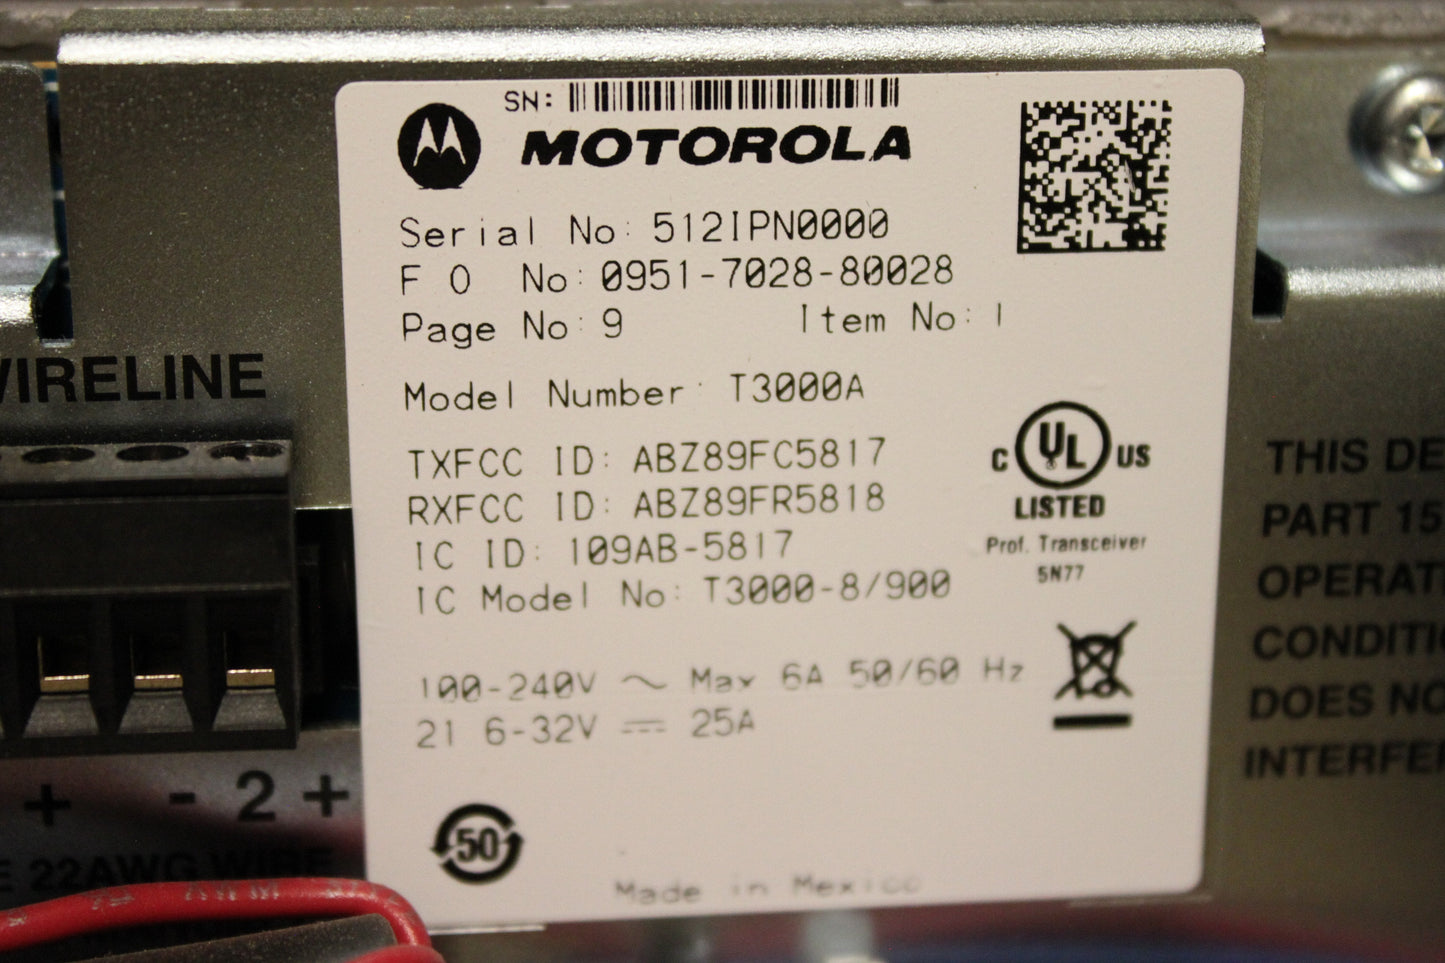 SN:
MOTOROLA
Serial No: 512IPN0000
F O No: 0951-7028-80028
Page No: 9 Item No: 1
Model Number: T3000A
TXFCC ID: ABZ89FC5817
RXFCC ID: ABZ89FR5818
IC ID: 109AB-5817
IC Model No: T3000-8/900
C UL US
LISTED
Prof. Transceiver
5N77
100-240V ~ Max 6A 50/60 Hz
21 6-32V ⎓ 25A
50
Made in Mexico
WIRELINE
+ - 2 +
22AWG WIRE
THIS DE
PART 15
OPERAT
CONDITI
DOES NO
INTERFE